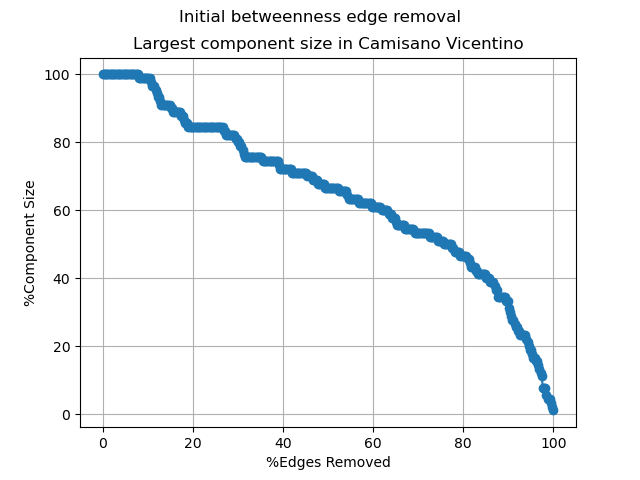 Initial betweenness edge removal
Largest component size in Camisano Vicentino
100
80
60
40
20
0
%Component Size
0 20 40 60 80 100
%Edges Removed